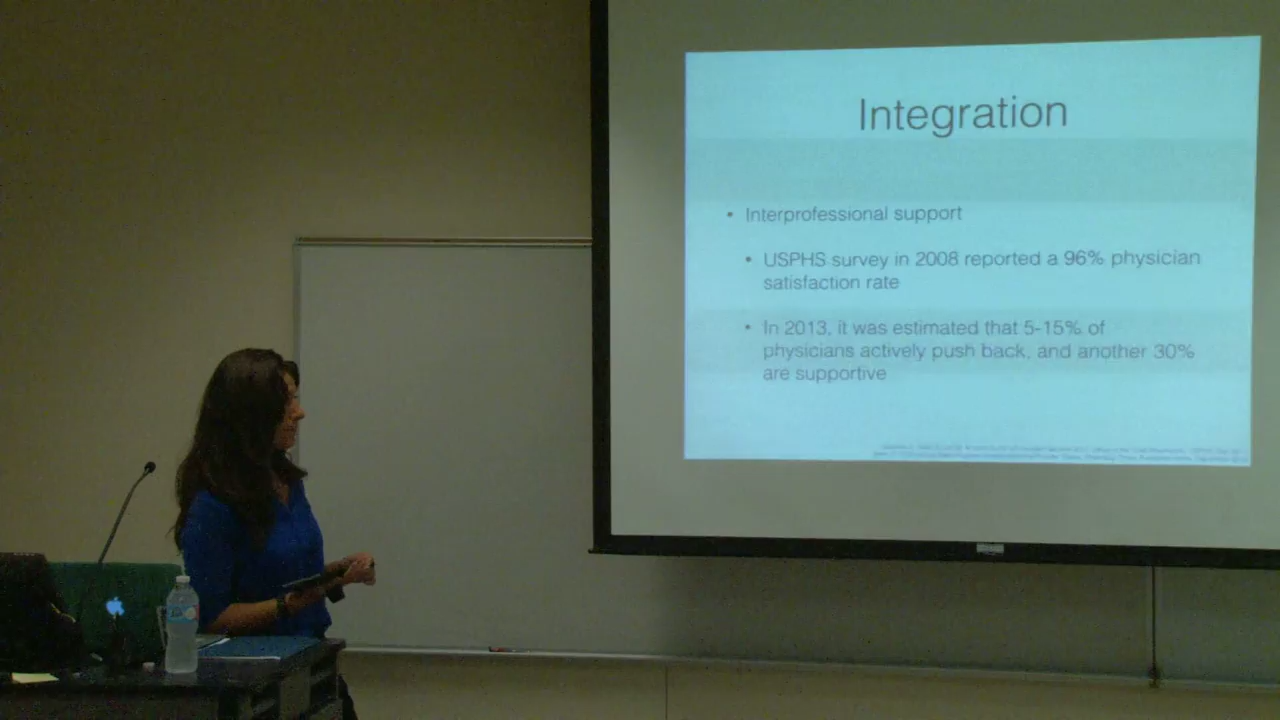 Integration
• Interprofessional support
• USPHS survey in 2008 reported a 96% physician
satisfaction rate
• In 2013, it was estimated that 5-15% of
physicians actively push back, and another 30%
are supportive